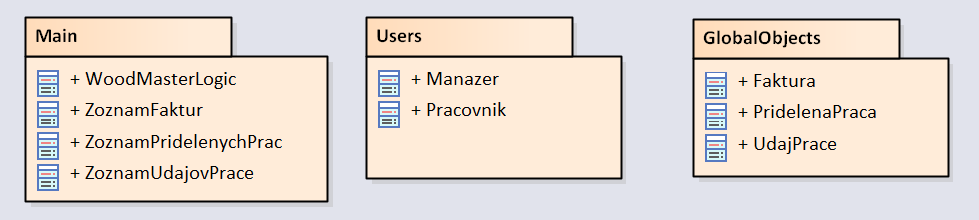 Main
+ WoodMasterLogic
+ ZoznamFaktur
+ ZoznamPridelenychPrac
+ ZoznamUdajovPrace
Users
+ Manazer
+ Pracovnik
GlobalObjects
+ Faktura
+ PridelenaPraca
+ UdajPrace